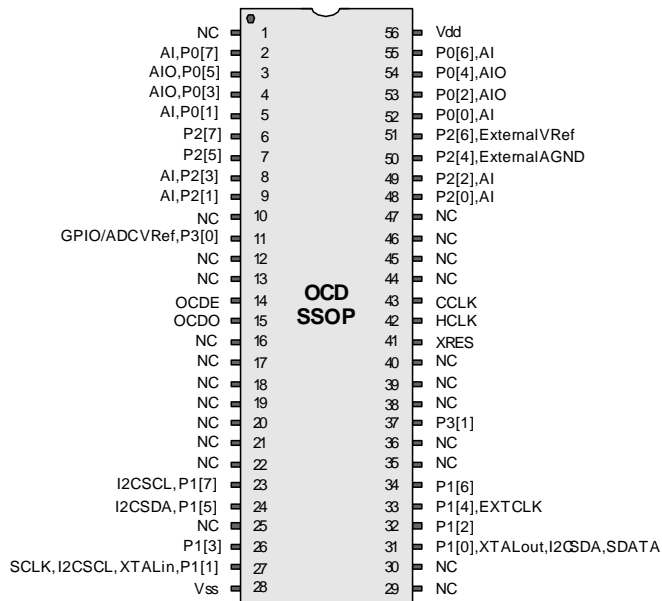 NC 1 56 Vdd
AI,P0[7] 2 55 P0[6],AI
AIO,P0[5] 3 54 P0[4],AIO
AIO,P0[3] 4 53 P0[2],AIO
AI,P0[1] 5 52 P0[0],AI
P2[7] 6 51 P2[6],ExternalVRef
P2[5] 7 50 P2[4],ExternalAGND
AI,P2[3] 8 49 P2[2],AI
AI,P2[1] 9 48 P2[0],AI
NC 10 47 NC
GPIO/ADCVRef,P3[0] 11 46 NC
NC 12 45 NC
NC 13 44 NC
OCDE 14 OCD 43 CCLK
OCDO 15 SSOP 42 HCLK
NC 16 41 XRES
NC 17 40 NC
NC 18 39 NC
NC 19 38 NC
NC 20 37 P3[1]
NC 21 36 NC
NC 22 35 NC
I2CSCL,P1[7] 23 34 P1[6]
I2CSDA,P1[5] 24 33 P1[4],EXTCLK
NC 25 32 P1[2]
P1[3] 26 31 P1[0],XTALout,I2CSDA,SDATA
SCLK,I2CSCL,XTALin,P1[1] 27 30 NC
Vss 28 29 NC